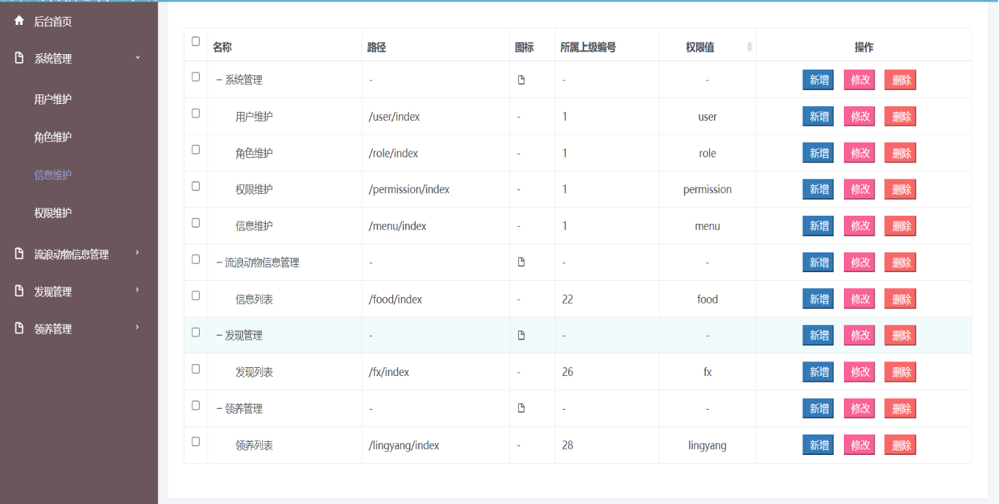 后台首页
系统管理
用户维护
角色维护
信息维护
权限维护
流浪动物信息管理
发现管理
领养管理
名称 路径 图标 所属上级编号 权限值 操作
− 系统管理 - - - 新增 修改 删除
用户维护 /user/index - 1 user 新增 修改 删除
角色维护 /role/index - 1 role 新增 修改 删除
权限维护 /permission/index - 1 permission 新增 修改 删除
信息维护 /menu/index - 1 menu 新增 修改 删除
− 流浪动物信息管理 - - - 新增 修改 删除
信息列表 /food/index - 22 food 新增 修改 删除
− 发现管理 - - - 新增 修改 删除
发现列表 /fx/index - 26 fx 新增 修改 删除
− 领养管理 - - - 新增 修改 删除
领养列表 /lingyang/index - 28 lingyang 新增 修改 删除